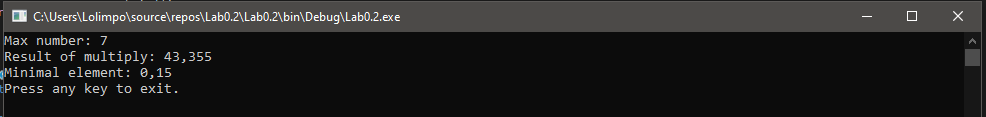 C:\Users\Lolimpo\source\repos\Lab0.2\Lab0.2\bin\Debug\Lab0.2.exe
Max number: 7
Result of multiply: 43,355
Minimal element: 0,15
Press any key to exit.